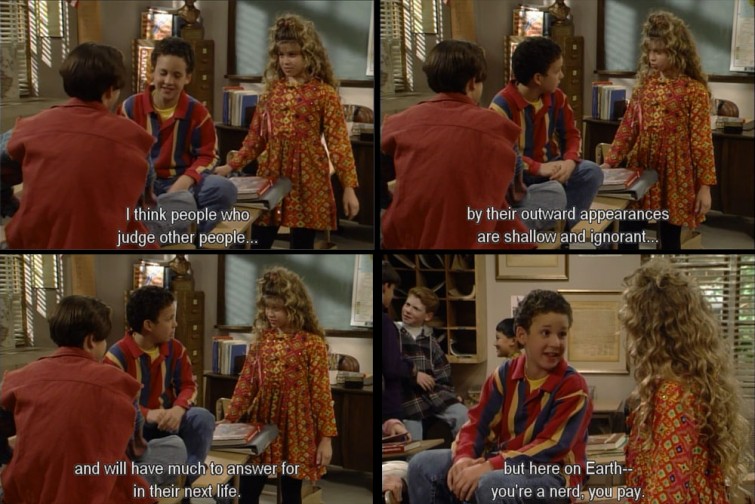 I think people who
judge other people...
by their outward appearances
are shallow and ignorant...
and will have much to answer for
in their next life.
but here on Earth--
you're a nerd, you pay.